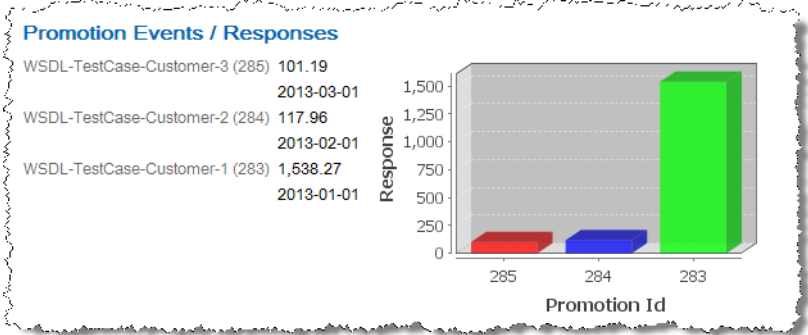 Promotion Events / Responses
WSDL-TestCase-Customer-3 (285) 101.19
2013-03-01
WSDL-TestCase-Customer-2 (284) 117.96
2013-02-01
WSDL-TestCase-Customer-1 (283) 1,538.27
2013-01-01
Response
1,500
1,250
1,000
750
500
250
0
285 284 283
Promotion Id